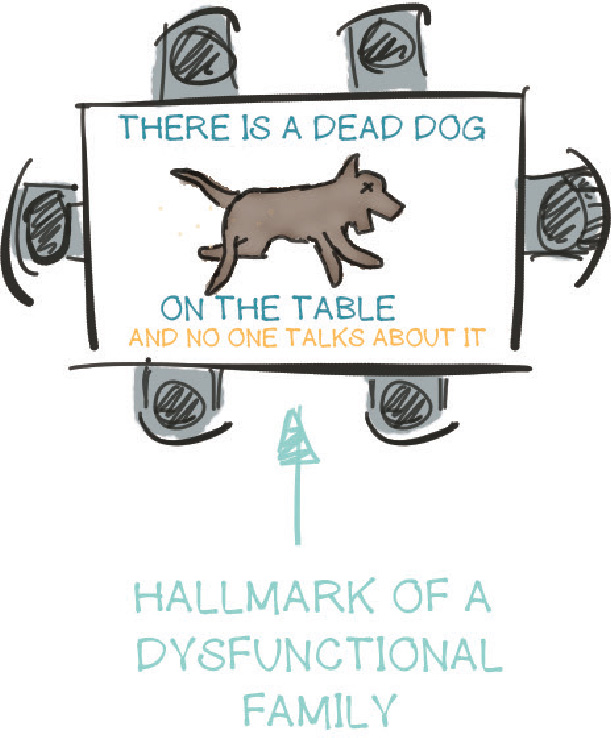 THERE IS A DEAD DOG
ON THE TABLE
AND NO ONE TALKS ABOUT IT
HALLMARK OF A
DYSFUNCTIONAL
FAMILY